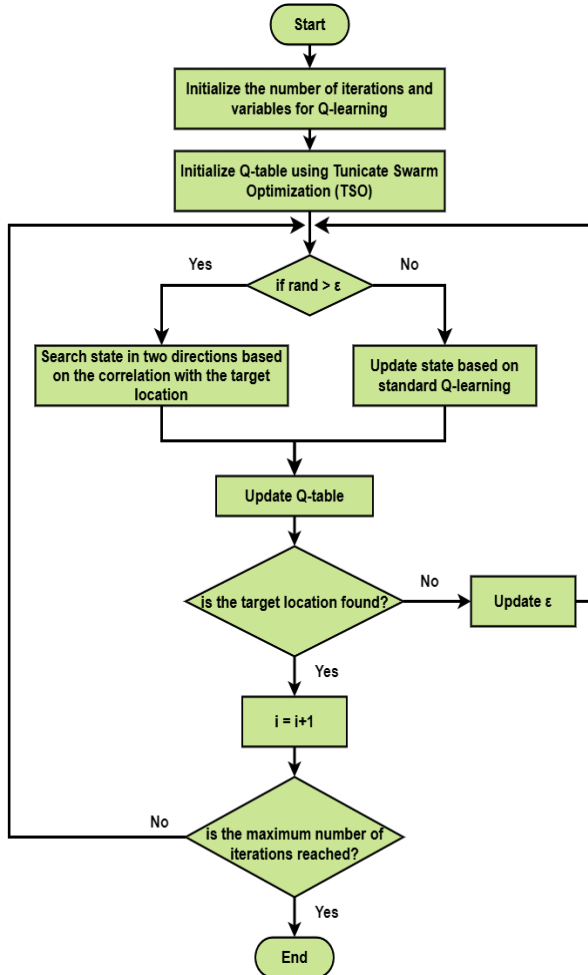 Start
Initialize the number of iterations and
variables for Q-learning
Initialize Q-table using Tunicate Swarm
Optimization (TSO)
Yes
No
if rand > ε
Search state in two directions based
on the correlation with the target
location
Update state based on
standard Q-learning
Update Q-table
is the target location found?
No
Update ε
Yes
i = i+1
No
is the maximum number of
iterations reached?
Yes
End